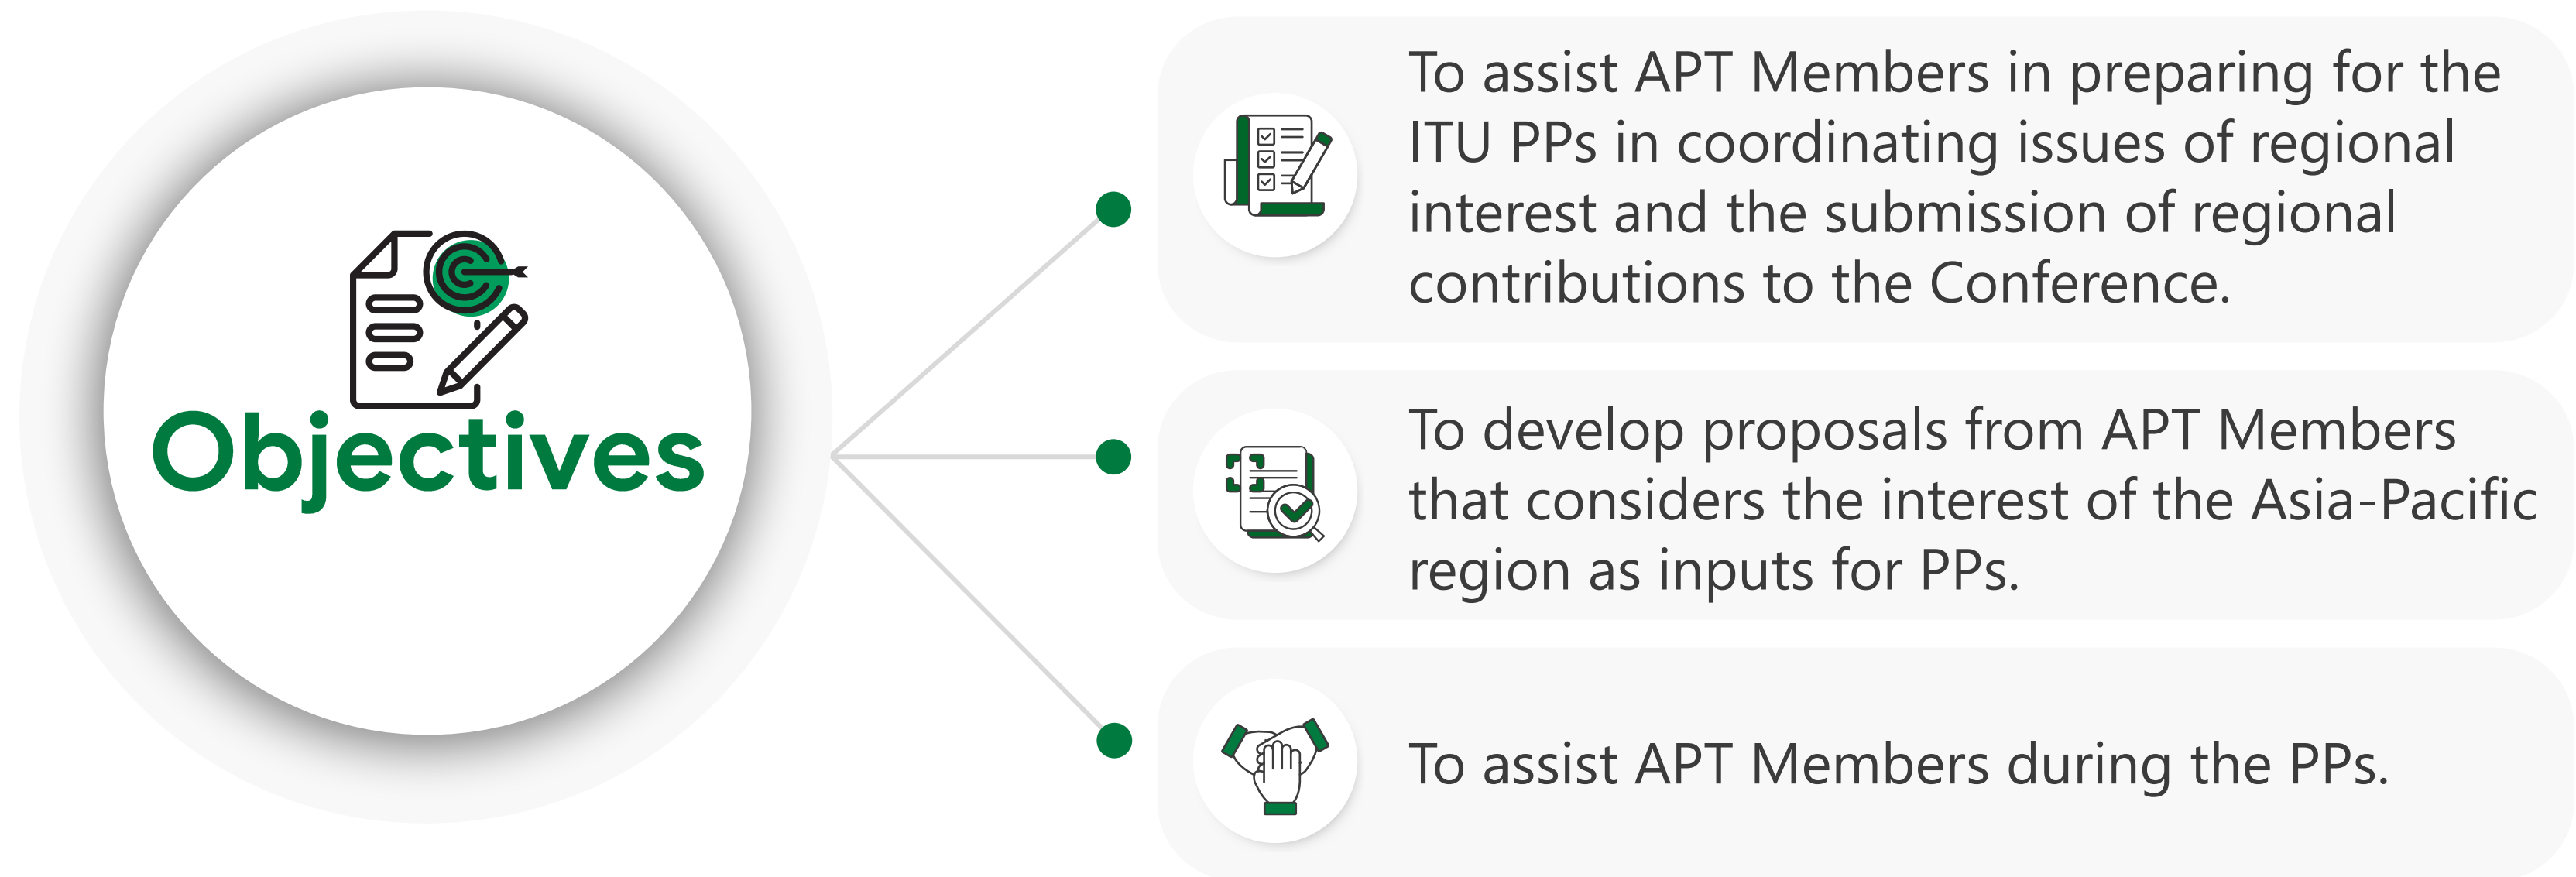 Objectives
To assist APT Members in preparing for the
ITU PPs in coordinating issues of regional
interest and the submission of regional
contributions to the Conference.
To develop proposals from APT Members
that considers the interest of the Asia-Pacific
region as inputs for PPs.
To assist APT Members during the PPs.